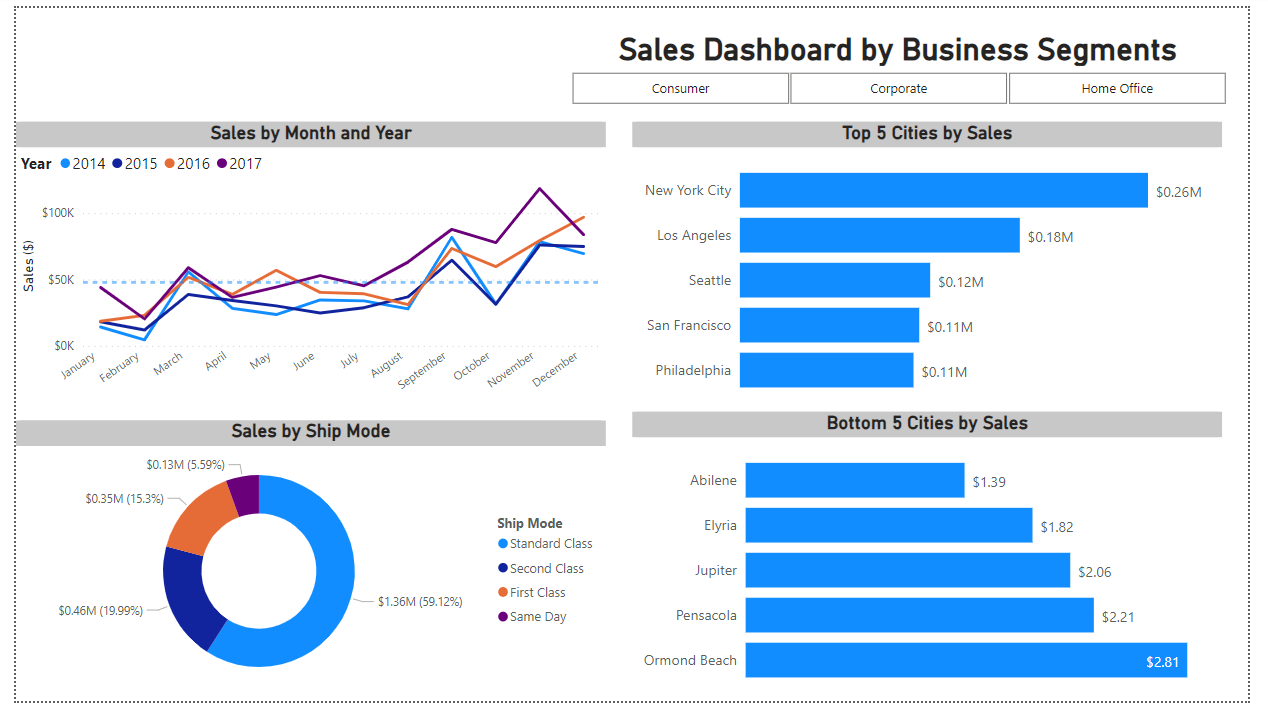 Sales Dashboard by Business Segments
Consumer Corporate Home Office
Sales by Month and Year
Year 2014 2015 2016 2017
Sales ($)
$100K
$50K
$0K
January February March April May June July August September October November December
Top 5 Cities by Sales
New York City $0.26M
Los Angeles $0.18M
Seattle $0.12M
San Francisco $0.11M
Philadelphia $0.11M
Sales by Ship Mode
$0.13M (5.59%)
$0.35M (15.3%)
$0.46M (19.99%)
$1.36M (59.12%)
Ship Mode
Standard Class
Second Class
First Class
Same Day
Bottom 5 Cities by Sales
Abilene $1.39
Elyria $1.82
Jupiter $2.06
Pensacola $2.21
Ormond Beach $2.81